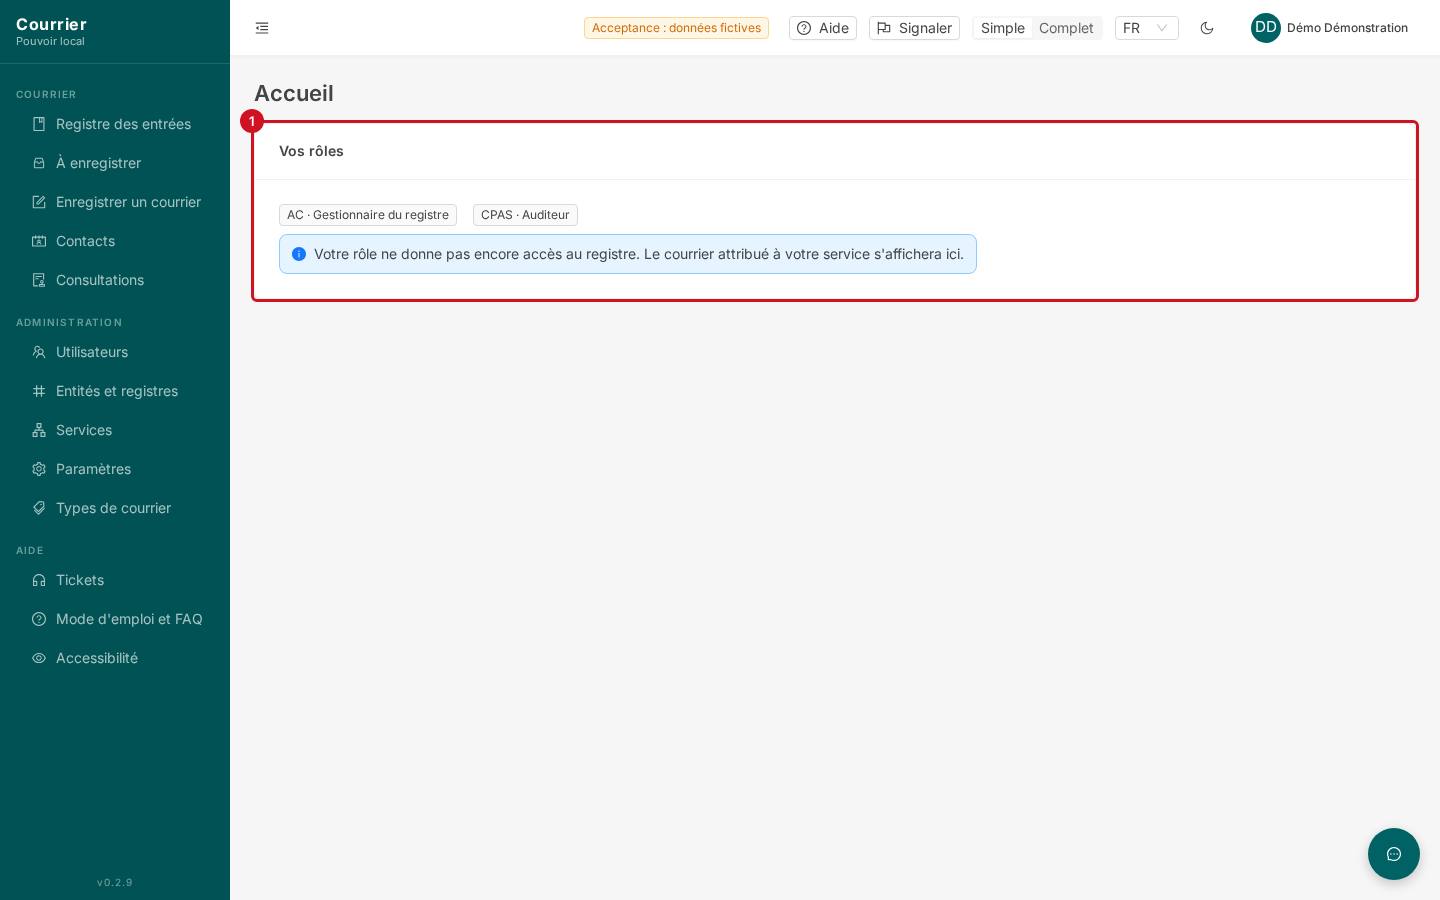 Courrier
Pouvoir local
Acceptance : données fictives
Aide
Signaler
Simple
Complet
FR
DD
Démo Démonstration
COURRIER
Registre des entrées
À enregistrer
Enregistrer un courrier
Contacts
Consultations
ADMINISTRATION
Utilisateurs
Entités et registres
Services
Paramètres
Types de courrier
AIDE
Tickets
Mode d'emploi et FAQ
Accessibilité
v0.2.9
Accueil
1
Vos rôles
AC · Gestionnaire du registre
CPAS · Auditeur
Votre rôle ne donne pas encore accès au registre. Le courrier attribué à votre service s'affichera ici.